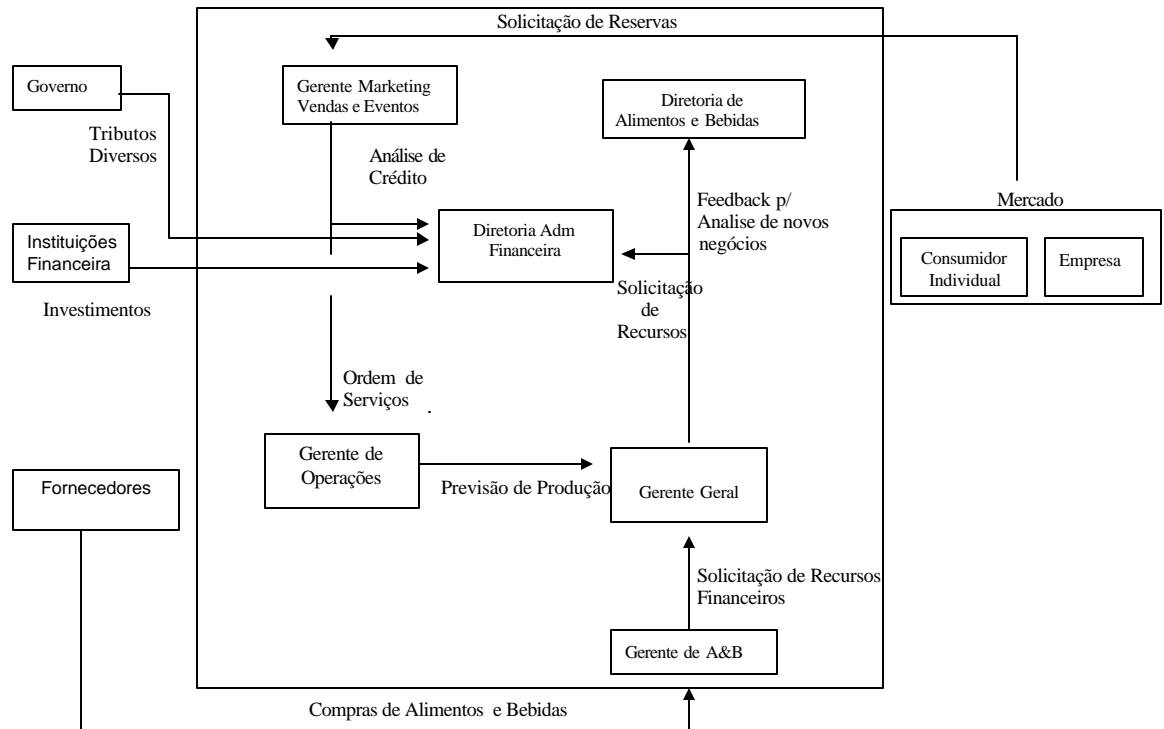 Solicitação de Reservas
Governo
Gerente Marketing
Vendas e Eventos
Diretoria de
Alimentos e Bebidas
Tributos
Diversos
Análise de
Crédito
Mercado
Feedback p/
Analise de novos
negócios
Instituições
Financeira
Diretoria Adm
Financeira
Consumidor
Individual
Empresa
Investimentos
Solicitação
de
Recursos
Ordem de
Serviços
.
Gerente de
Operações
Previsão de Produção
Gerente Geral
Fornecedores
Solicitação de Recursos
Financeiros
Gerente de A&B
Compras de Alimentos e Bebidas